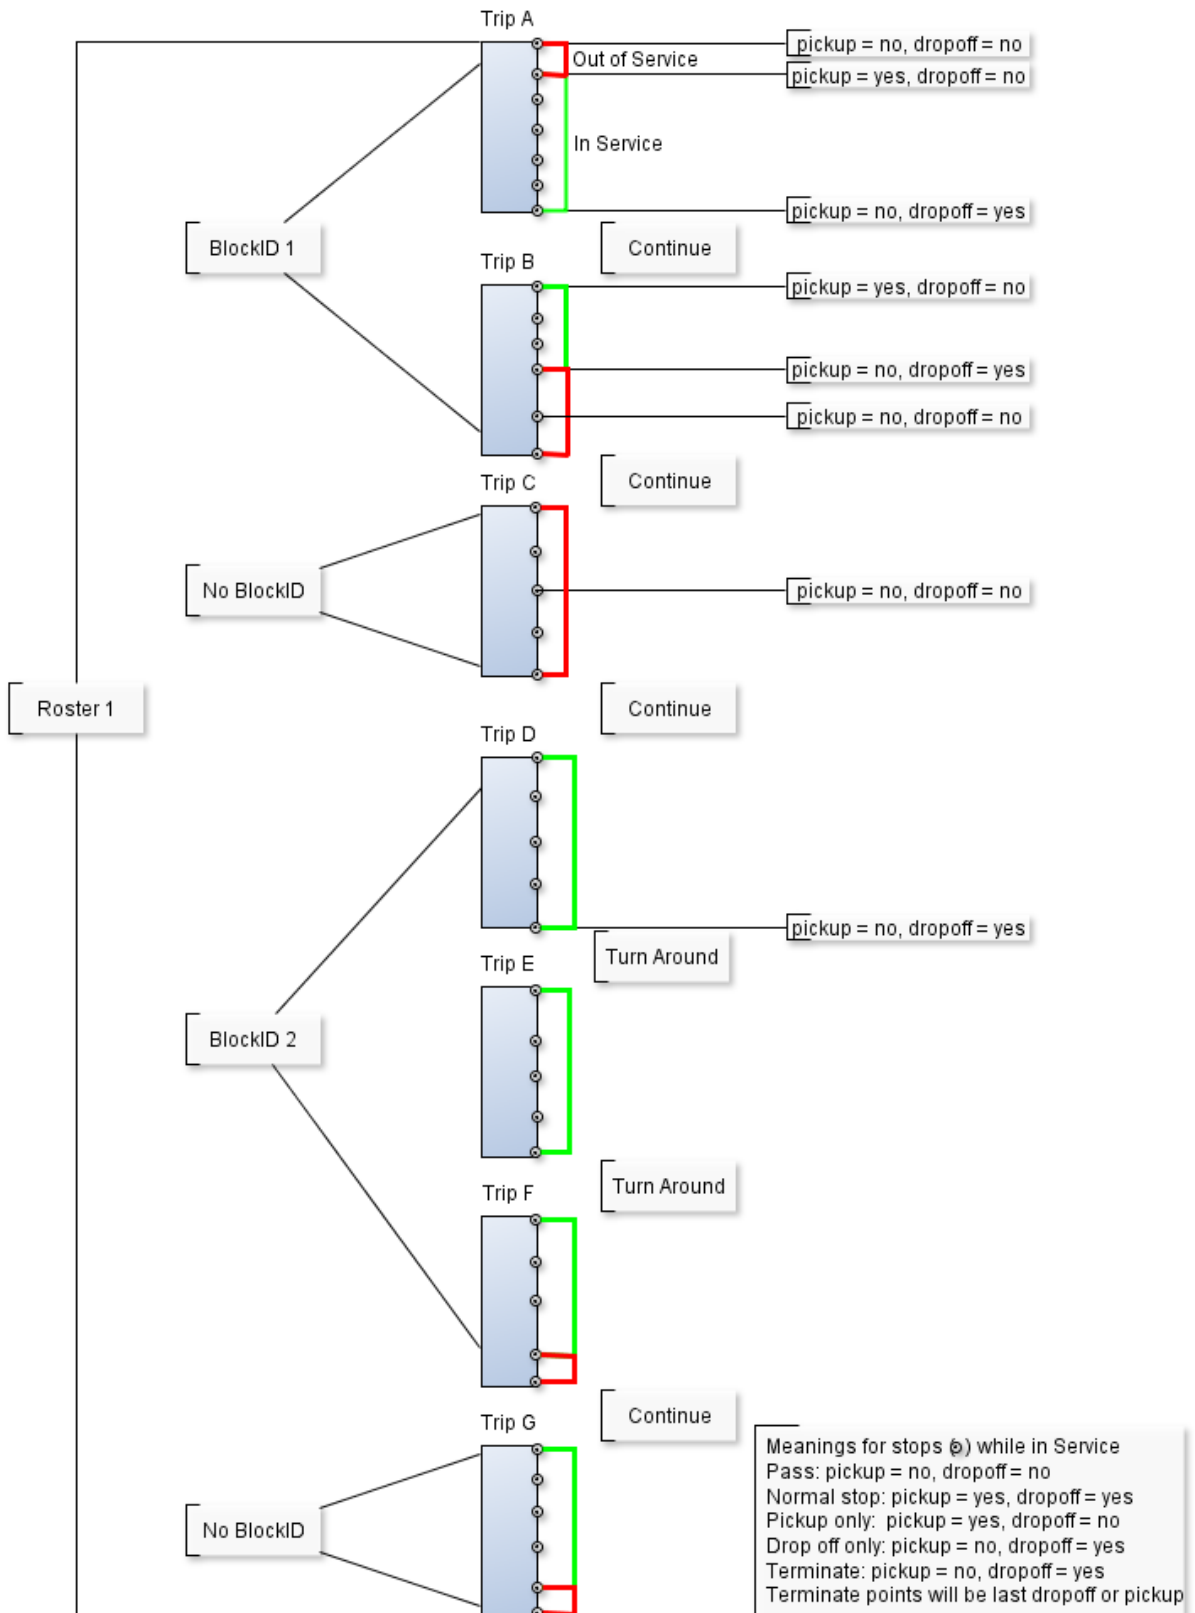 Trip A
pickup = no, dropoff = no
Out of Service
pickup = yes, dropoff = no
In Service
pickup = no, dropoff = yes
BlockID 1
Continue
Trip B
pickup = yes, dropoff = no
pickup = no, dropoff = yes
pickup = no, dropoff = no
Continue
Trip C
No BlockID
pickup = no, dropoff = no
Roster 1
Continue
Trip D
pickup = no, dropoff = yes
Turn Around
Trip E
BlockID 2
Turn Around
Trip F
Continue
Trip G
No BlockID
Meanings for stops (o) while in Service
Pass: pickup = no, dropoff = no
Normal stop: pickup = yes, dropoff = yes
Pickup only: pickup = yes, dropoff = no
Drop off only: pickup = no, dropoff = yes
Terminate: pickup = no, dropoff = yes
Terminate points will be last dropoff or pickup